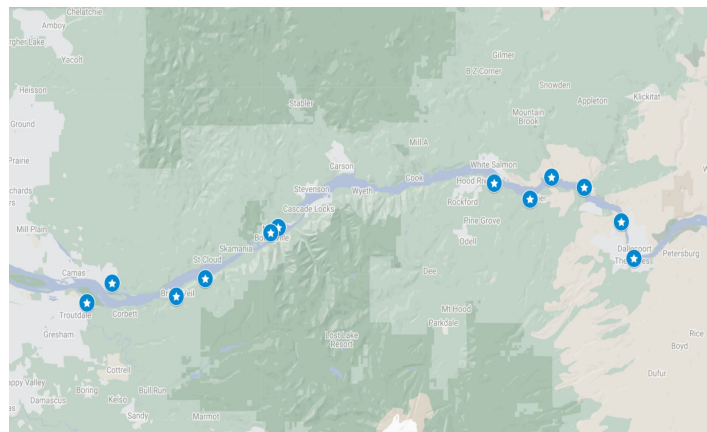 Chelatchie
Amboy
Yacolt
Heisson
Ground
Prairie
Mill Plain
Camas
Troutdale
Gresham
Corbett
Cottrell
Boring
Kelso
Damascus
Bull Run
Sandy
Marmot
St Cloud
Skamania
Stabler
Carson
Stevenson
Cascade Locks
Wyeth
Cook
Mill A
White Salmon
Hood
Rockford
Pine Grove
Odell
Dee
Mt Hood
Parkdale
Lost Lake
Resort
Gilmer
B Z Corner
Snowden
Mountain
Brook
Appleton
Klickitat
Petersburg
Rice
Boyd
Dufur